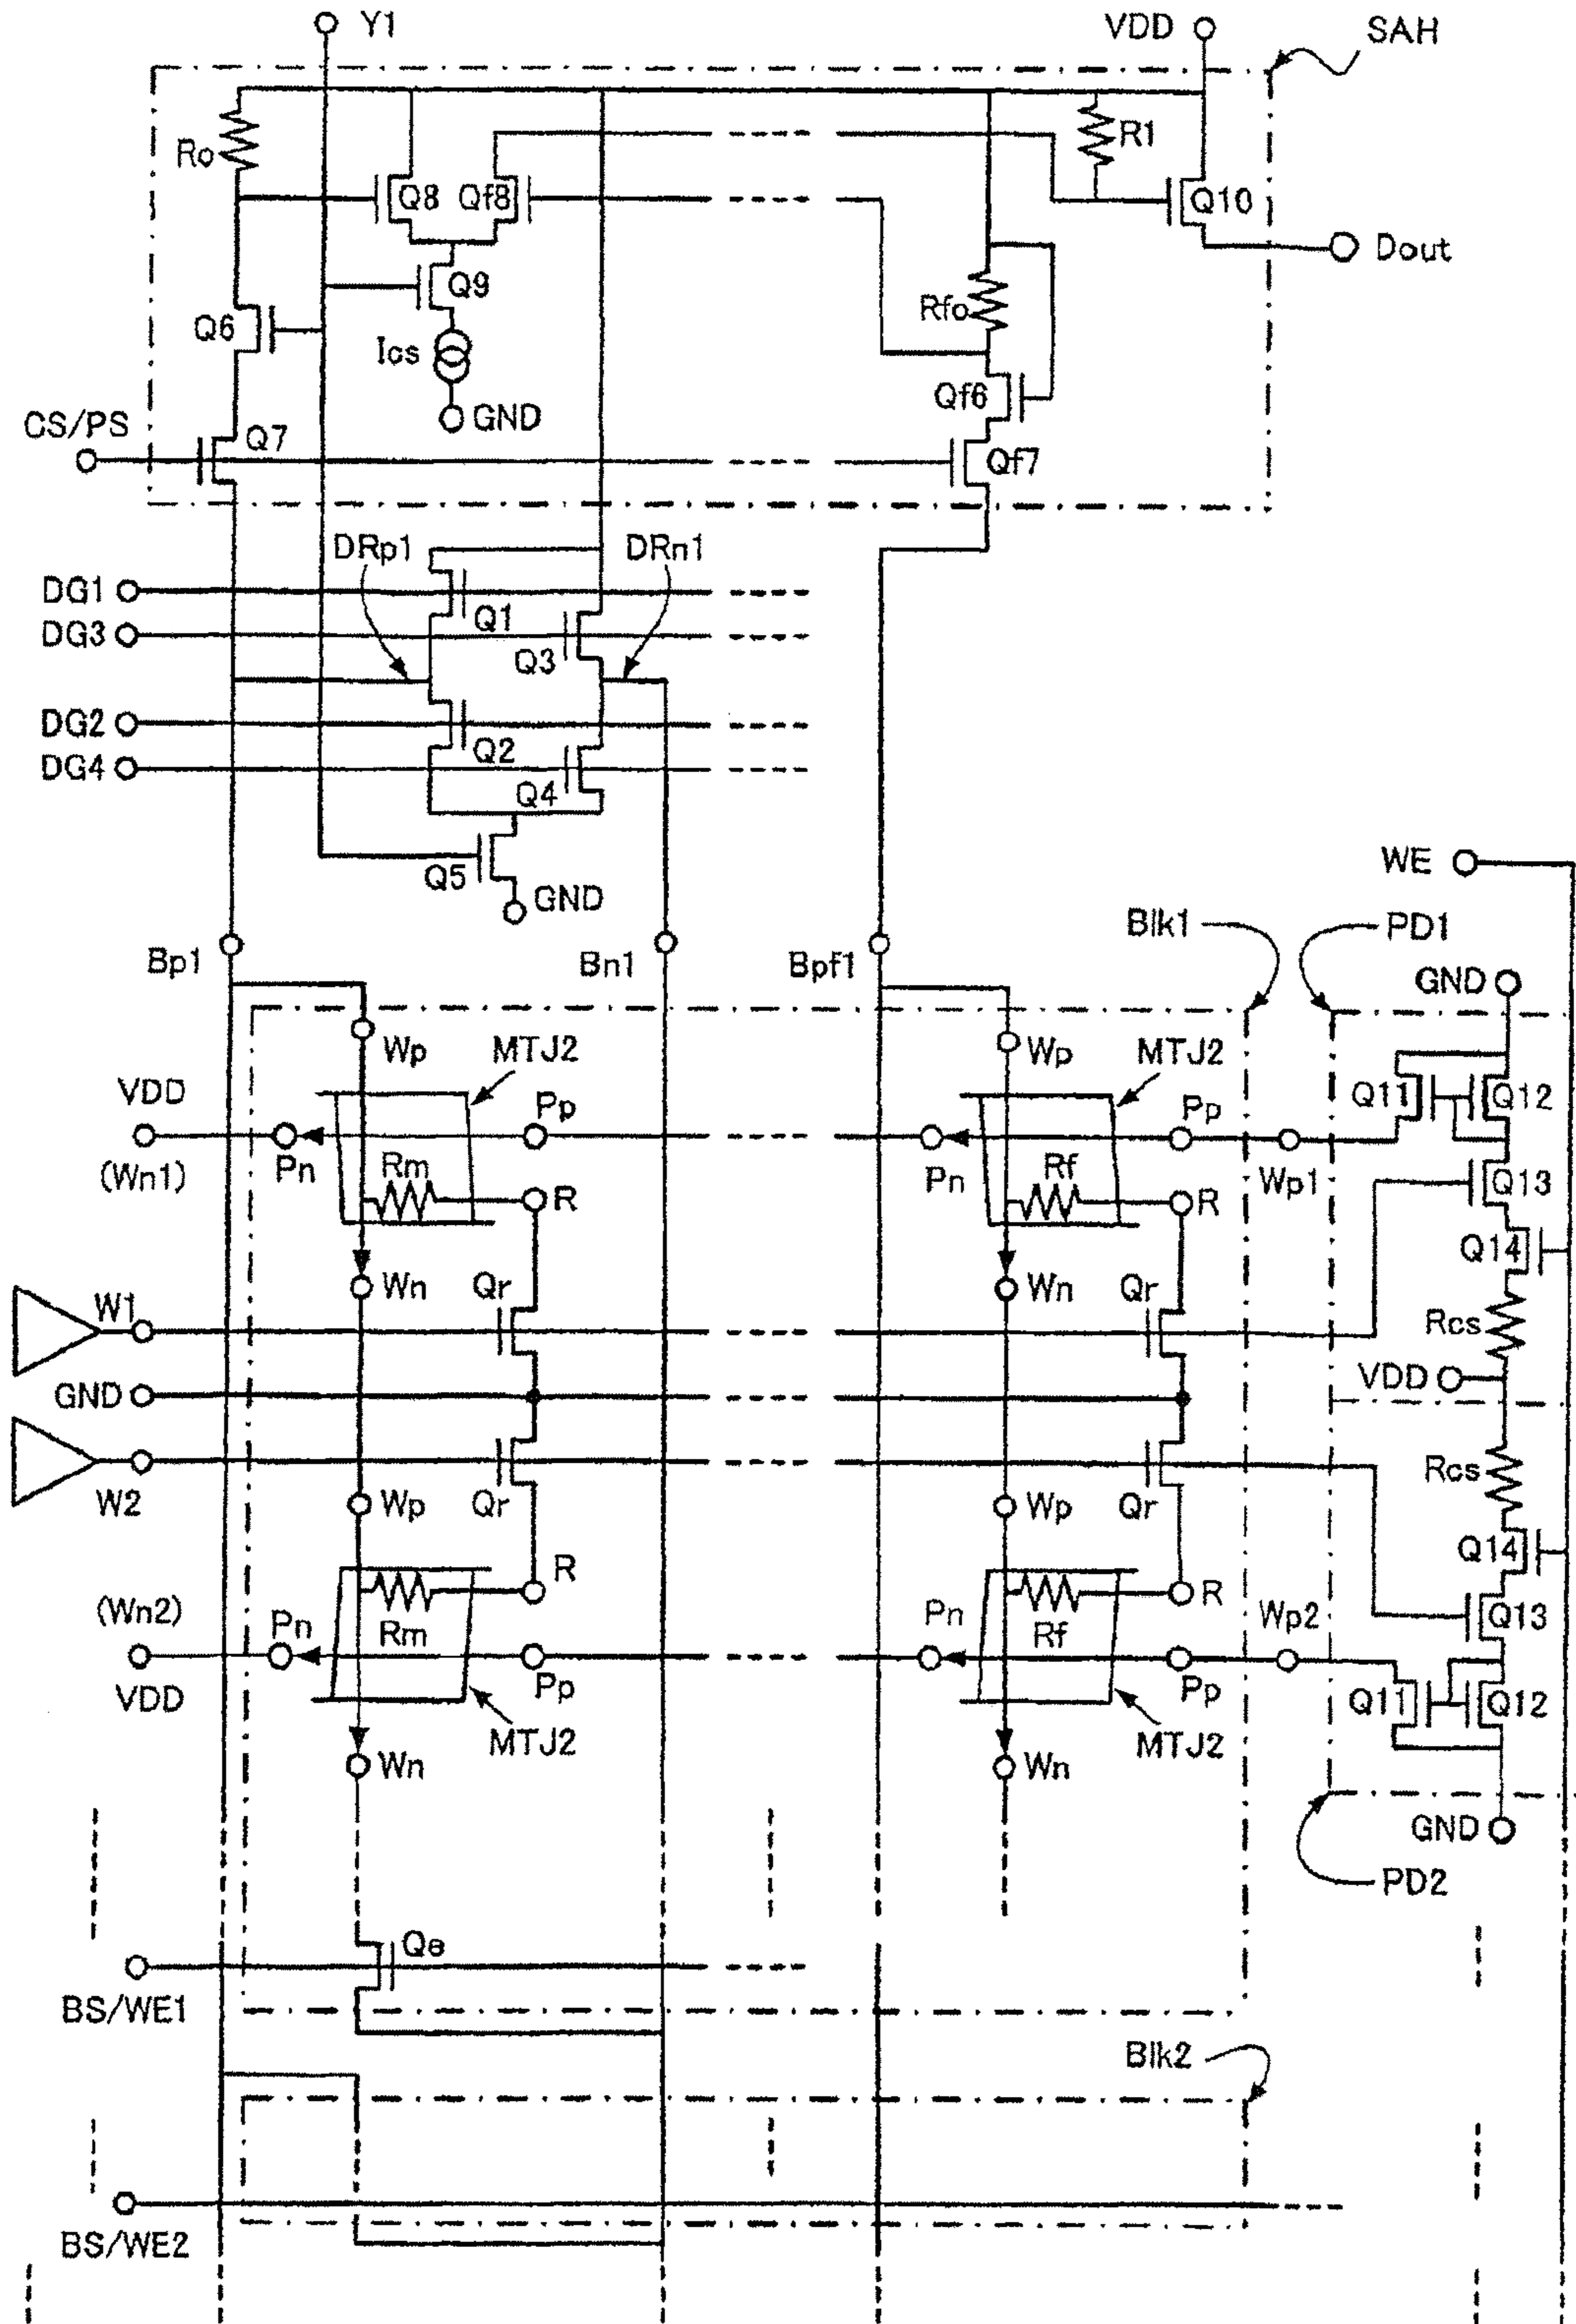 Y1
VDD
SAH
Ro
Q8
Qf8
R1
Q10
Dout
Q9
Q6
Ics
Rfo
Qf6
GND
CS/PS
Q7
Qf7
DRp1
DRn1
DG1
Q1
DG3
Q3
DG2
Q2
DG4
Q4
Q5
GND
WE
Blk1
PD1
Bp1
Bn1
Bpf1
GND
Wp
MTJ2
Wp
MTJ2
VDD
Pp
Pp
Q11
Q12
(Wn1)
Pn
Rm
R
Pn
Rf
R
Wp1
Q13
Q14
Wn
Qr
Wn
Qr
W1
Rcs
GND
VDD
W2
Wp
Qr
Wp
Qr
Rcs
Q14
R
R
(Wn2)
Pn
Rm
Pn
Rf
Wp2
Q13
VDD
Pp
Pp
Q11
Q12
MTJ2
MTJ2
Wn
Wn
GND
PD2
Qe
BS/WE1
Blk2
BS/WE2